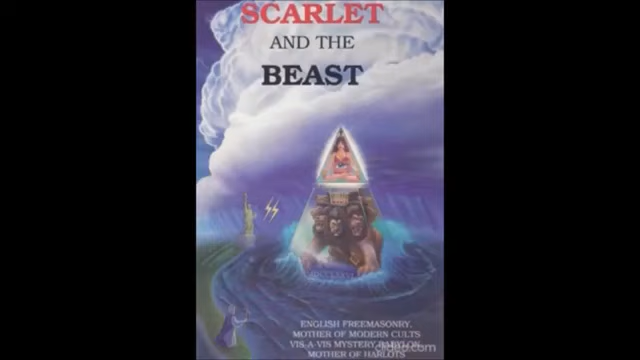 SCARLET
AND THE
BEAST
ENGLISH FREEMASONRY,
MOTHER OF MODERN CULTS
VIS-A-VIS MYSTERY BABYLON,
MOTHER OF HARLOTS